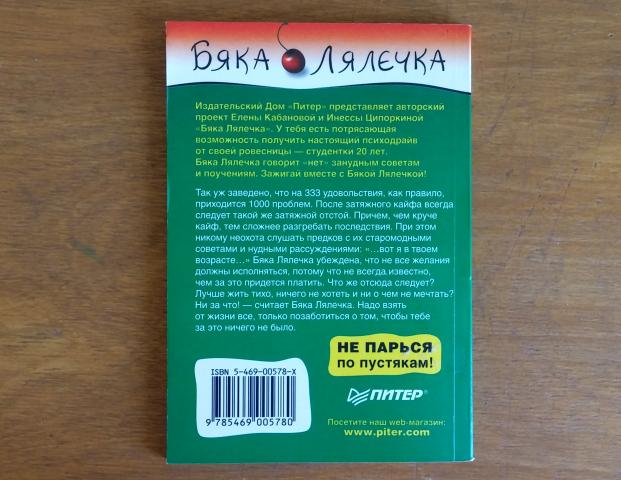 Бяка Лялечка
Издательский Дом «Питер» представляет авторский
проект Елены Кабановой и Инессы Ципоркиной
«Бяка Лялечка». У тебя есть потрясающая
возможность получить настоящий психодрайв
от своей ровесницы — студентки 20 лет.
Бяка Лялечка говорит «нет» занудным советам
и поучениям. Зажигай вместе с Бякой Лялечкой!
Так уж заведено, что на 333 удовольствия, как правило,
приходится 1000 проблем. После затяжного кайфа всегда
следует такой же затяжной отстой. Причем, чем круче
кайф, тем сложнее разгребать последствия. При этом
никому неохота слушать предков с их старомодными
советами и нудными рассуждениями: «...вот я в твоем
возрасте...» Бяка Лялечка убеждена, что не все желания
должны исполняться, потому что не всегда известно,
чем за это придется платить. Что же отсюда следует?
Лучше жить тихо, ничего не хотеть и ни о чем не мечтать?
Ни за что! — считает Бяка Лялечка. Надо взять
от жизни все, только позаботиться о том, чтобы тебе
за это ничего не было.
НЕ ПАРЬСЯ
по пустякам!
ISBN 5-469-00578-X
9 785469 005780
ПИТЕР®
Посетите наш web-магазин:
www.piter.com